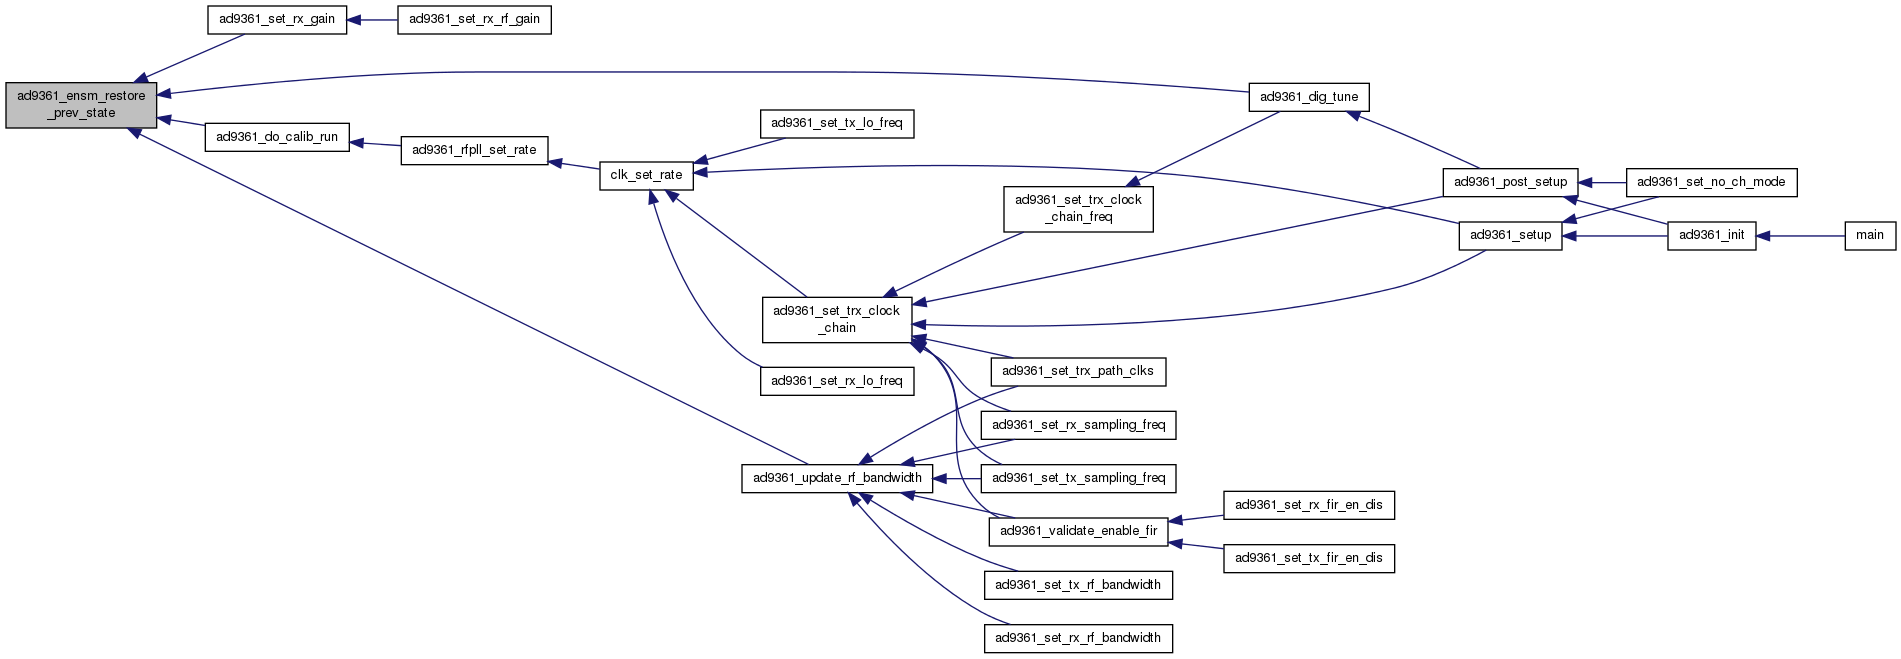 ad9361_set_rx_gain
ad9361_set_rx_rf_gain
ad9361_ensm_restore
_prev_state
ad9361_dig_tune
ad9361_do_calib_run
ad9361_rfpll_set_rate
ad9361_set_tx_lo_freq
clk_set_rate
ad9361_set_trx_clock
_chain_freq
ad9361_post_setup
ad9361_set_no_ch_mode
ad9361_setup
ad9361_init
main
ad9361_set_trx_clock
_chain
ad9361_set_trx_path_clks
ad9361_set_rx_lo_freq
ad9361_set_rx_sampling_freq
ad9361_update_rf_bandwidth
ad9361_set_tx_sampling_freq
ad9361_validate_enable_fir
ad9361_set_rx_fir_en_dis
ad9361_set_tx_fir_en_dis
ad9361_set_tx_rf_bandwidth
ad9361_set_rx_rf_bandwidth